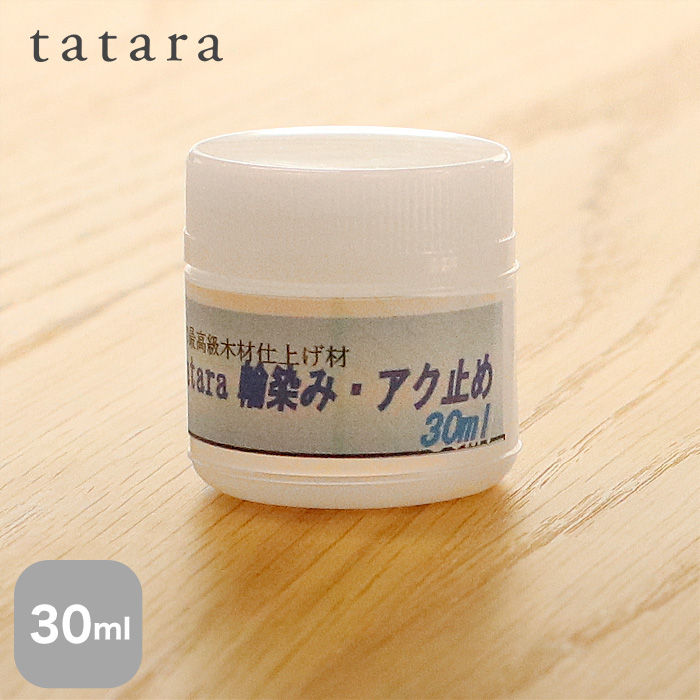 tatara
最高級木材仕上げ材
tara 輪染み・アク止め
30ml
30ml